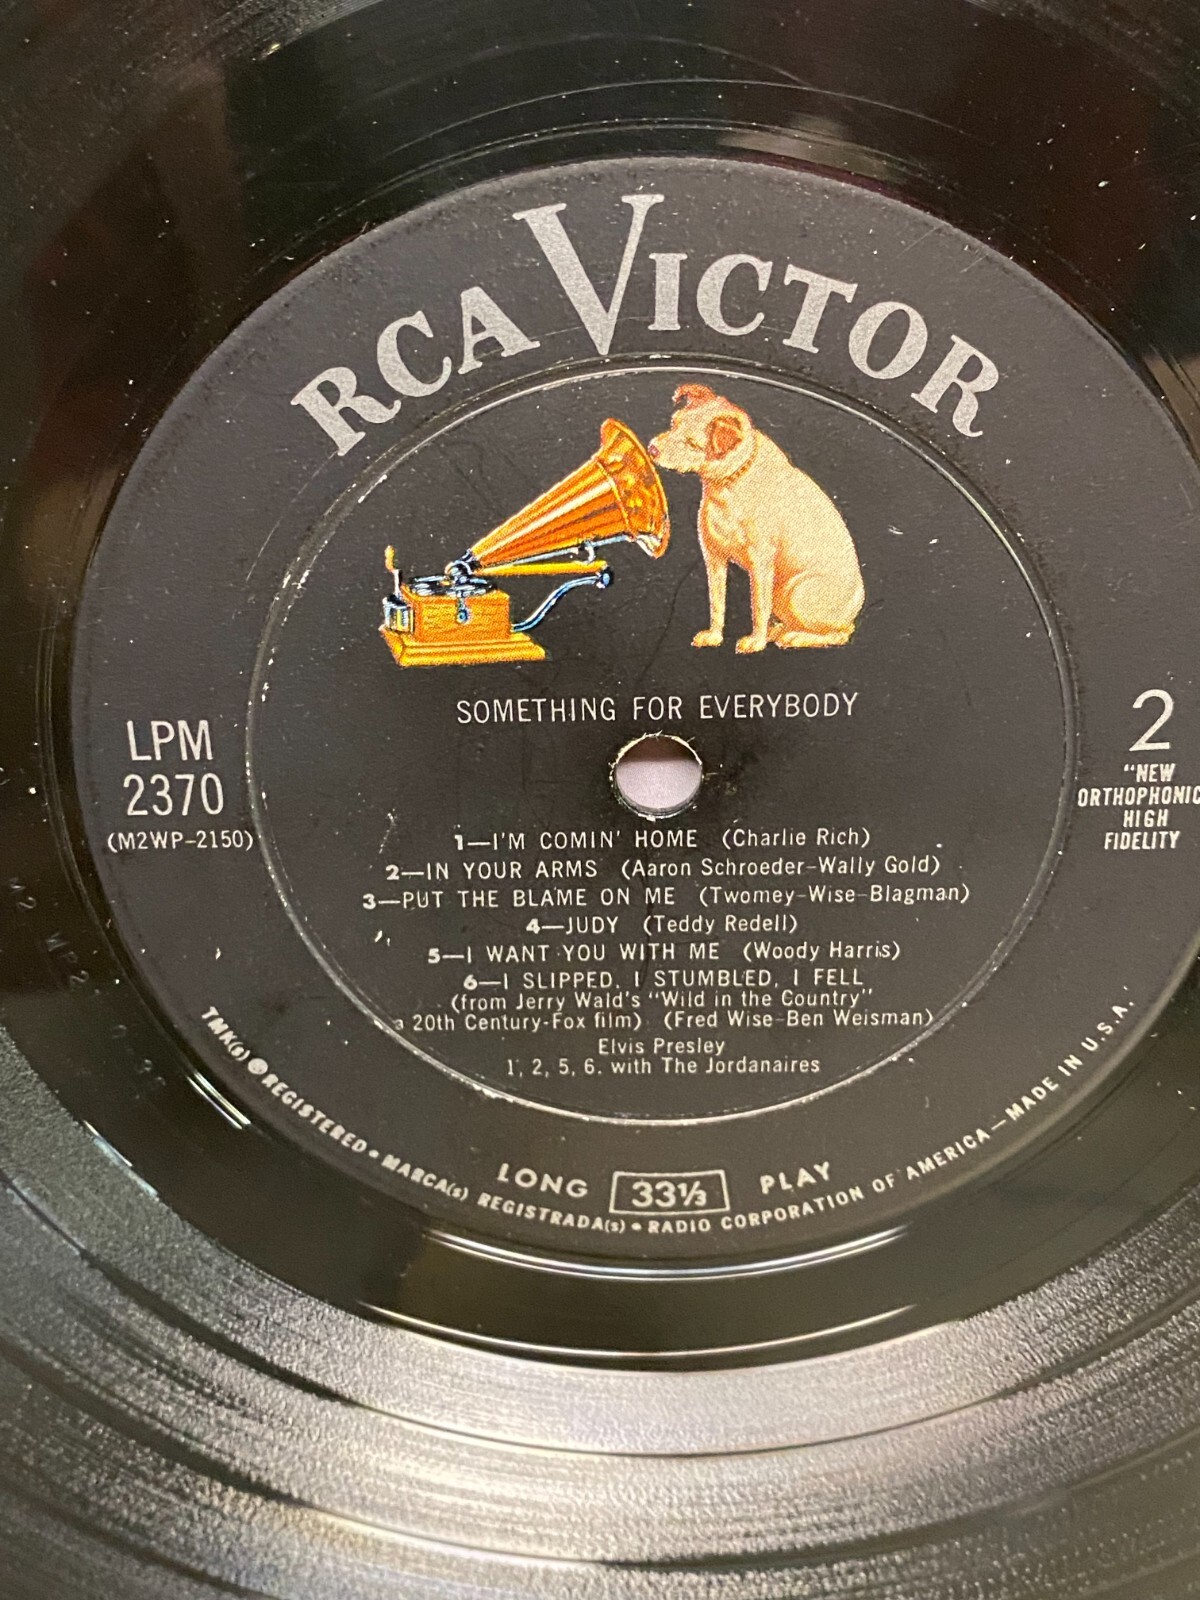 RCA VICTOR
SOMETHING FOR EVERYBODY
LPM
2370
(M2WP-2150)
2
"NEW
ORTHOPHONIC
HIGH
FIDELITY
1—I'M COMIN' HOME (Charlie Rich)
2—IN YOUR ARMS (Aaron Schroeder-Wally Gold)
3—PUT THE BLAME ON ME (Twomey-Wise-Blagman)
4—JUDY (Teddy Redell)
5—I WANT YOU WITH ME (Woody Harris)
6—I SLIPPED, I STUMBLED, I FELL
(from Jerry Wald's "Wild in the Country",
a 20th Century-Fox film) (Fred Wise-Ben Weisman)
Elvis Presley
1, 2, 5, 6. with The Jordanaires
LONG 33⅓ PLAY
TMK(s) ® REGISTERED • MARCA(s) REGISTRADA(s) • RADIO CORPORATION OF AMERICA—MADE IN U.S.A.